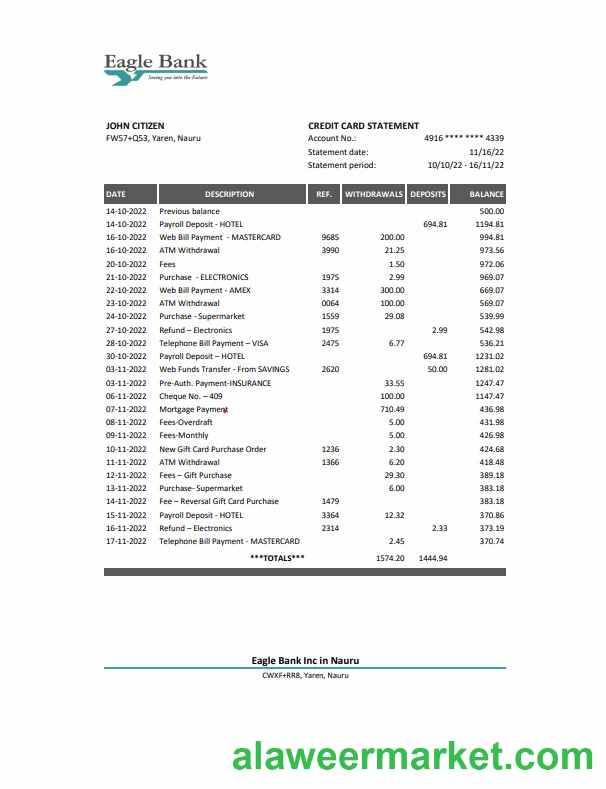 Eagle Bank
Seeing you into the Future
JOHN CITIZEN
FW57+Q53, Yaren, Nauru
CREDIT CARD STATEMENT
Account No.: 4916 **** **** 4339
Statement date: 11/16/22
Statement period: 10/10/22 - 16/11/22
DATE DESCRIPTION REF. WITHDRAWALS DEPOSITS BALANCE
14-10-2022 Previous balance 500.00
14-10-2022 Payroll Deposit - HOTEL 694.81 1194.81
16-10-2022 Web Bill Payment - MASTERCARD 9685 200.00 994.81
16-10-2022 ATM Withdrawal 3990 21.25 973.56
20-10-2022 Fees 1.50 972.06
21-10-2022 Purchase - ELECTRONICS 1975 2.99 969.07
22-10-2022 Web Bill Payment - AMEX 3314 300.00 669.07
23-10-2022 ATM Withdrawal 0064 100.00 569.07
24-10-2022 Purchase - Supermarket 1559 29.08 539.99
27-10-2022 Refund – Electronics 1975 2.99 542.98
28-10-2022 Telephone Bill Payment – VISA 2475 6.77 536.21
30-10-2022 Payroll Deposit – HOTEL 694.81 1231.02
03-11-2022 Web Funds Transfer - From SAVINGS 2620 50.00 1281.02
03-11-2022 Pre-Auth. Payment-INSURANCE 33.55 1247.47
06-11-2022 Cheque No. – 409 100.00 1147.47
07-11-2022 Mortgage Payment 710.49 436.98
08-11-2022 Fees-Overdraft 5.00 431.98
09-11-2022 Fees-Monthly 5.00 426.98
10-11-2022 New Gift Card Purchase Order 1236 2.30 424.68
11-11-2022 ATM Withdrawal 1366 6.20 418.48
12-11-2022 Fees – Gift Purchase 29.30 389.18
13-11-2022 Purchase- Supermarket 6.00 383.18
14-11-2022 Fee – Reversal Gift Card Purchase 1479 383.18
15-11-2022 Payroll Deposit - HOTEL 3364 12.32 370.86
16-11-2022 Refund – Electronics 2314 2.33 373.19
17-11-2022 Telephone Bill Payment - MASTERCARD 2.45 370.74
***TOTALS*** 1574.20 1444.94
Eagle Bank Inc in Nauru
CWXF+RR8, Yaren, Nauru
alaweermarket.com